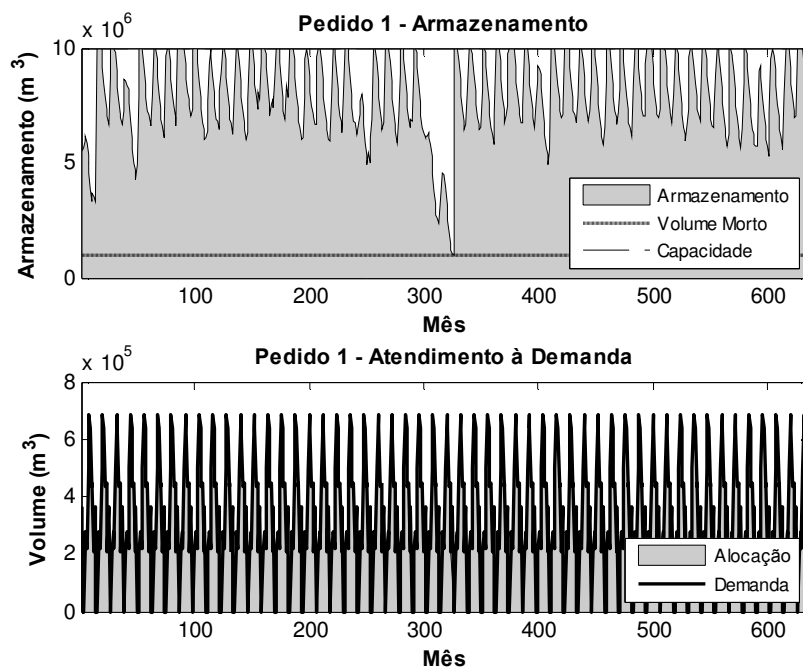 Pedido 1 - Armazenamento
x 10^6
Armazenamento (m^3)
10
5
0
100 200 300 400 500 600
Mês
Armazenamento
Volume Morto
Capacidade
Pedido 1 - Atendimento à Demanda
x 10^5
Volume (m^3)
8
6
4
2
0
100 200 300 400 500 600
Mês
Alocação
Demanda